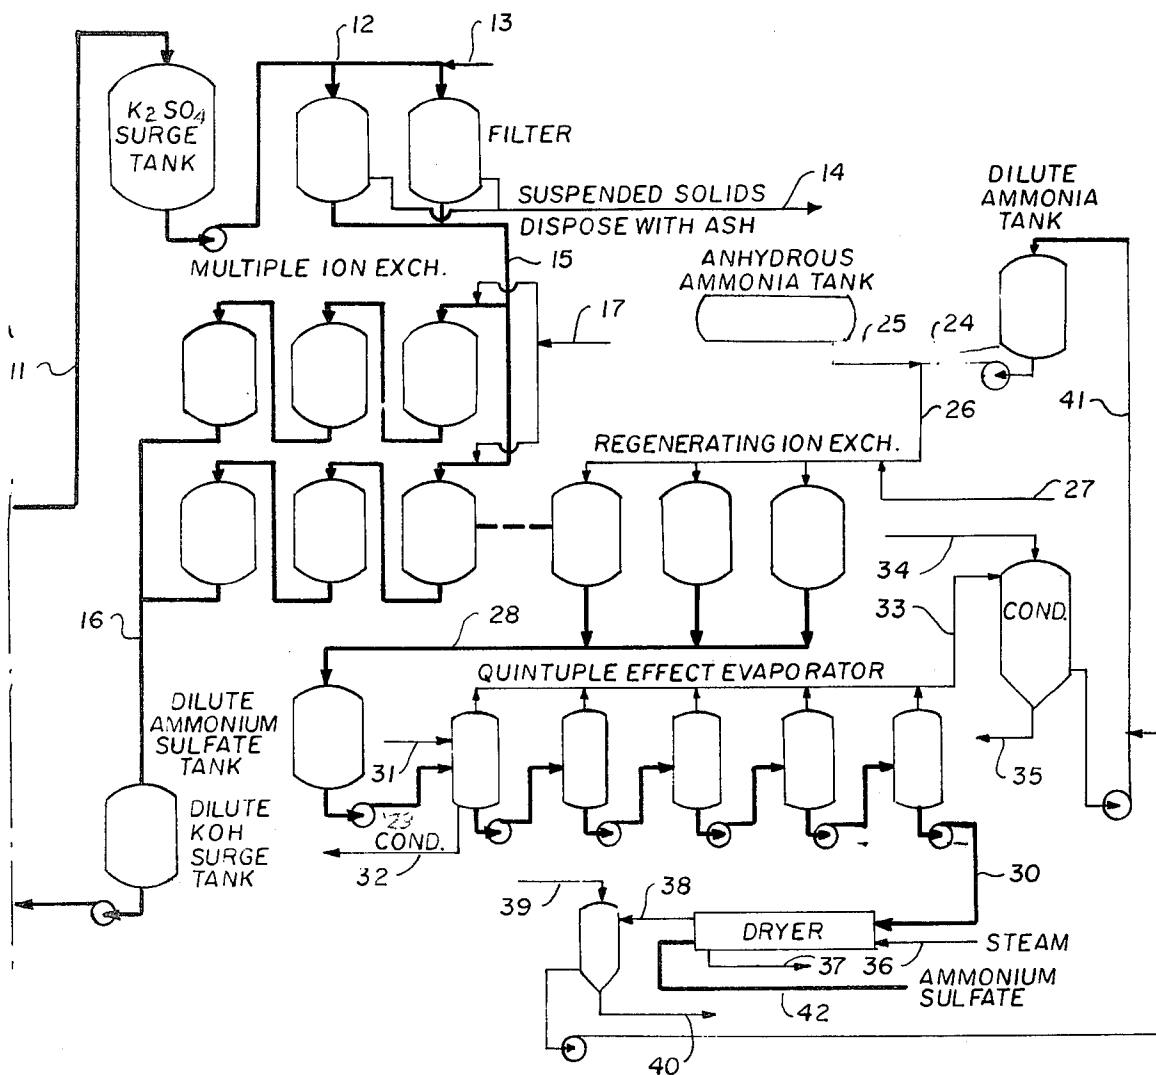 12
13
K2SO4
SURGE
TANK
FILTER
SUSPENDED SOLIDS
14
DISPOSE WITH ASH
DILUTE
AMMONIA
TANK
MULTIPLE ION EXCH.
15
ANHYDROUS
AMMONIA TANK
17
25
24
11
26
41
REGENERATING ION EXCH.
27
34
33
COND.
16
28
QUINTUPLE EFFECT EVAPORATOR
DILUTE
AMMONIUM
SULFATE
TANK
31
35
DILUTE
KOH
SURGE
TANK
23
COND.
32
30
39
38
DRYER
STEAM
37
36
AMMONIUM
SULFATE
42
40